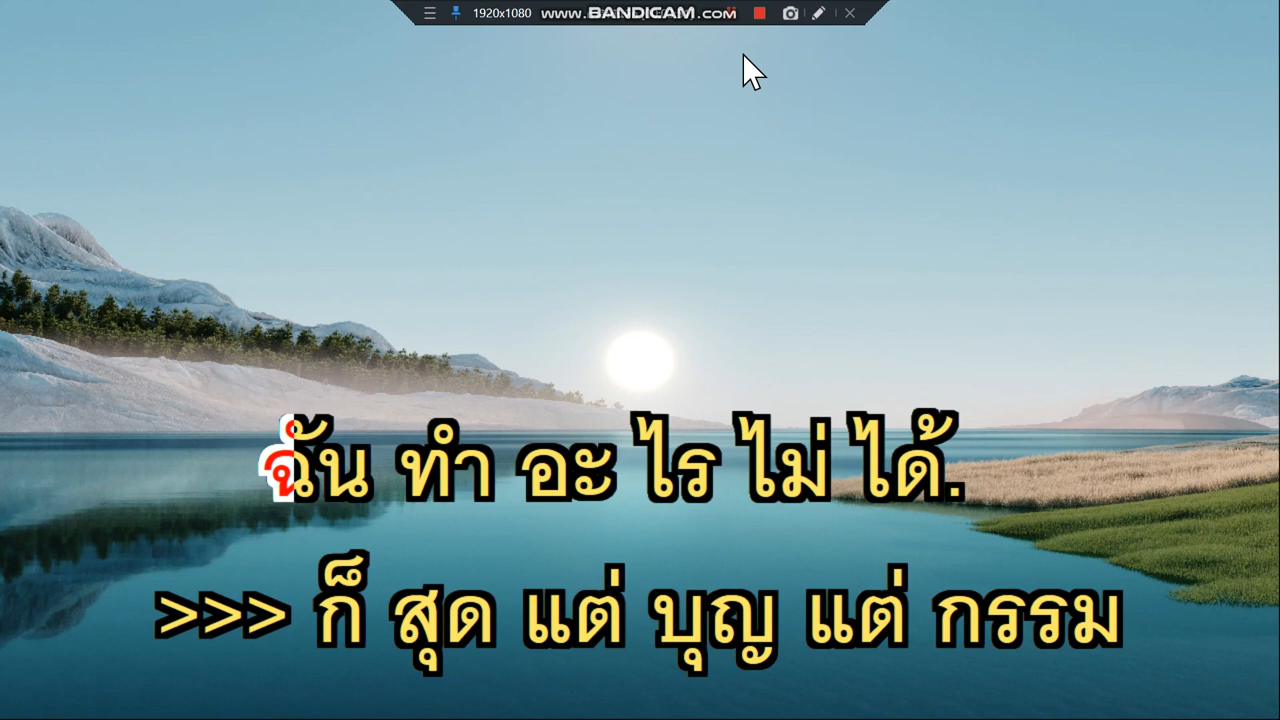 1920x1080 www.BANDICAM.com
ฉัน ทำ อะ ไร ไม่ ได้.
>>> ก็ สุด แต่ บุญ แต่ กรรม